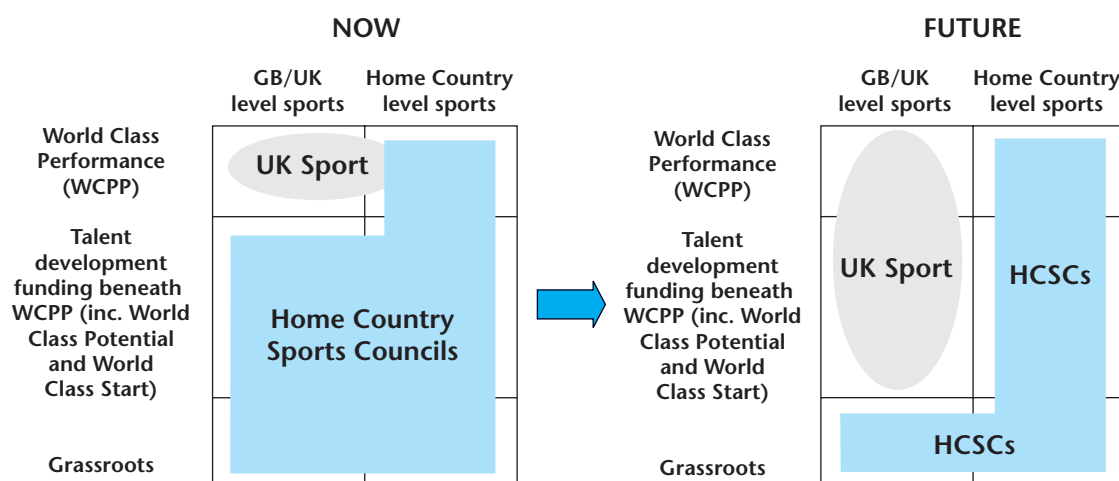 NOW
GB/UK
level sports
Home Country
level sports
World Class
Performance
(WCPP)
UK Sport
Talent
development
funding beneath
WCPP (inc. World
Class Potential
and World
Class Start)
Home Country
Sports Councils
Grassroots
FUTURE
GB/UK
level sports
Home Country
level sports
World Class
Performance
(WCPP)
Talent
development
funding beneath
WCPP (inc. World
Class Potential
and World
Class Start)
UK Sport
HCSCs
HCSCs
Grassroots